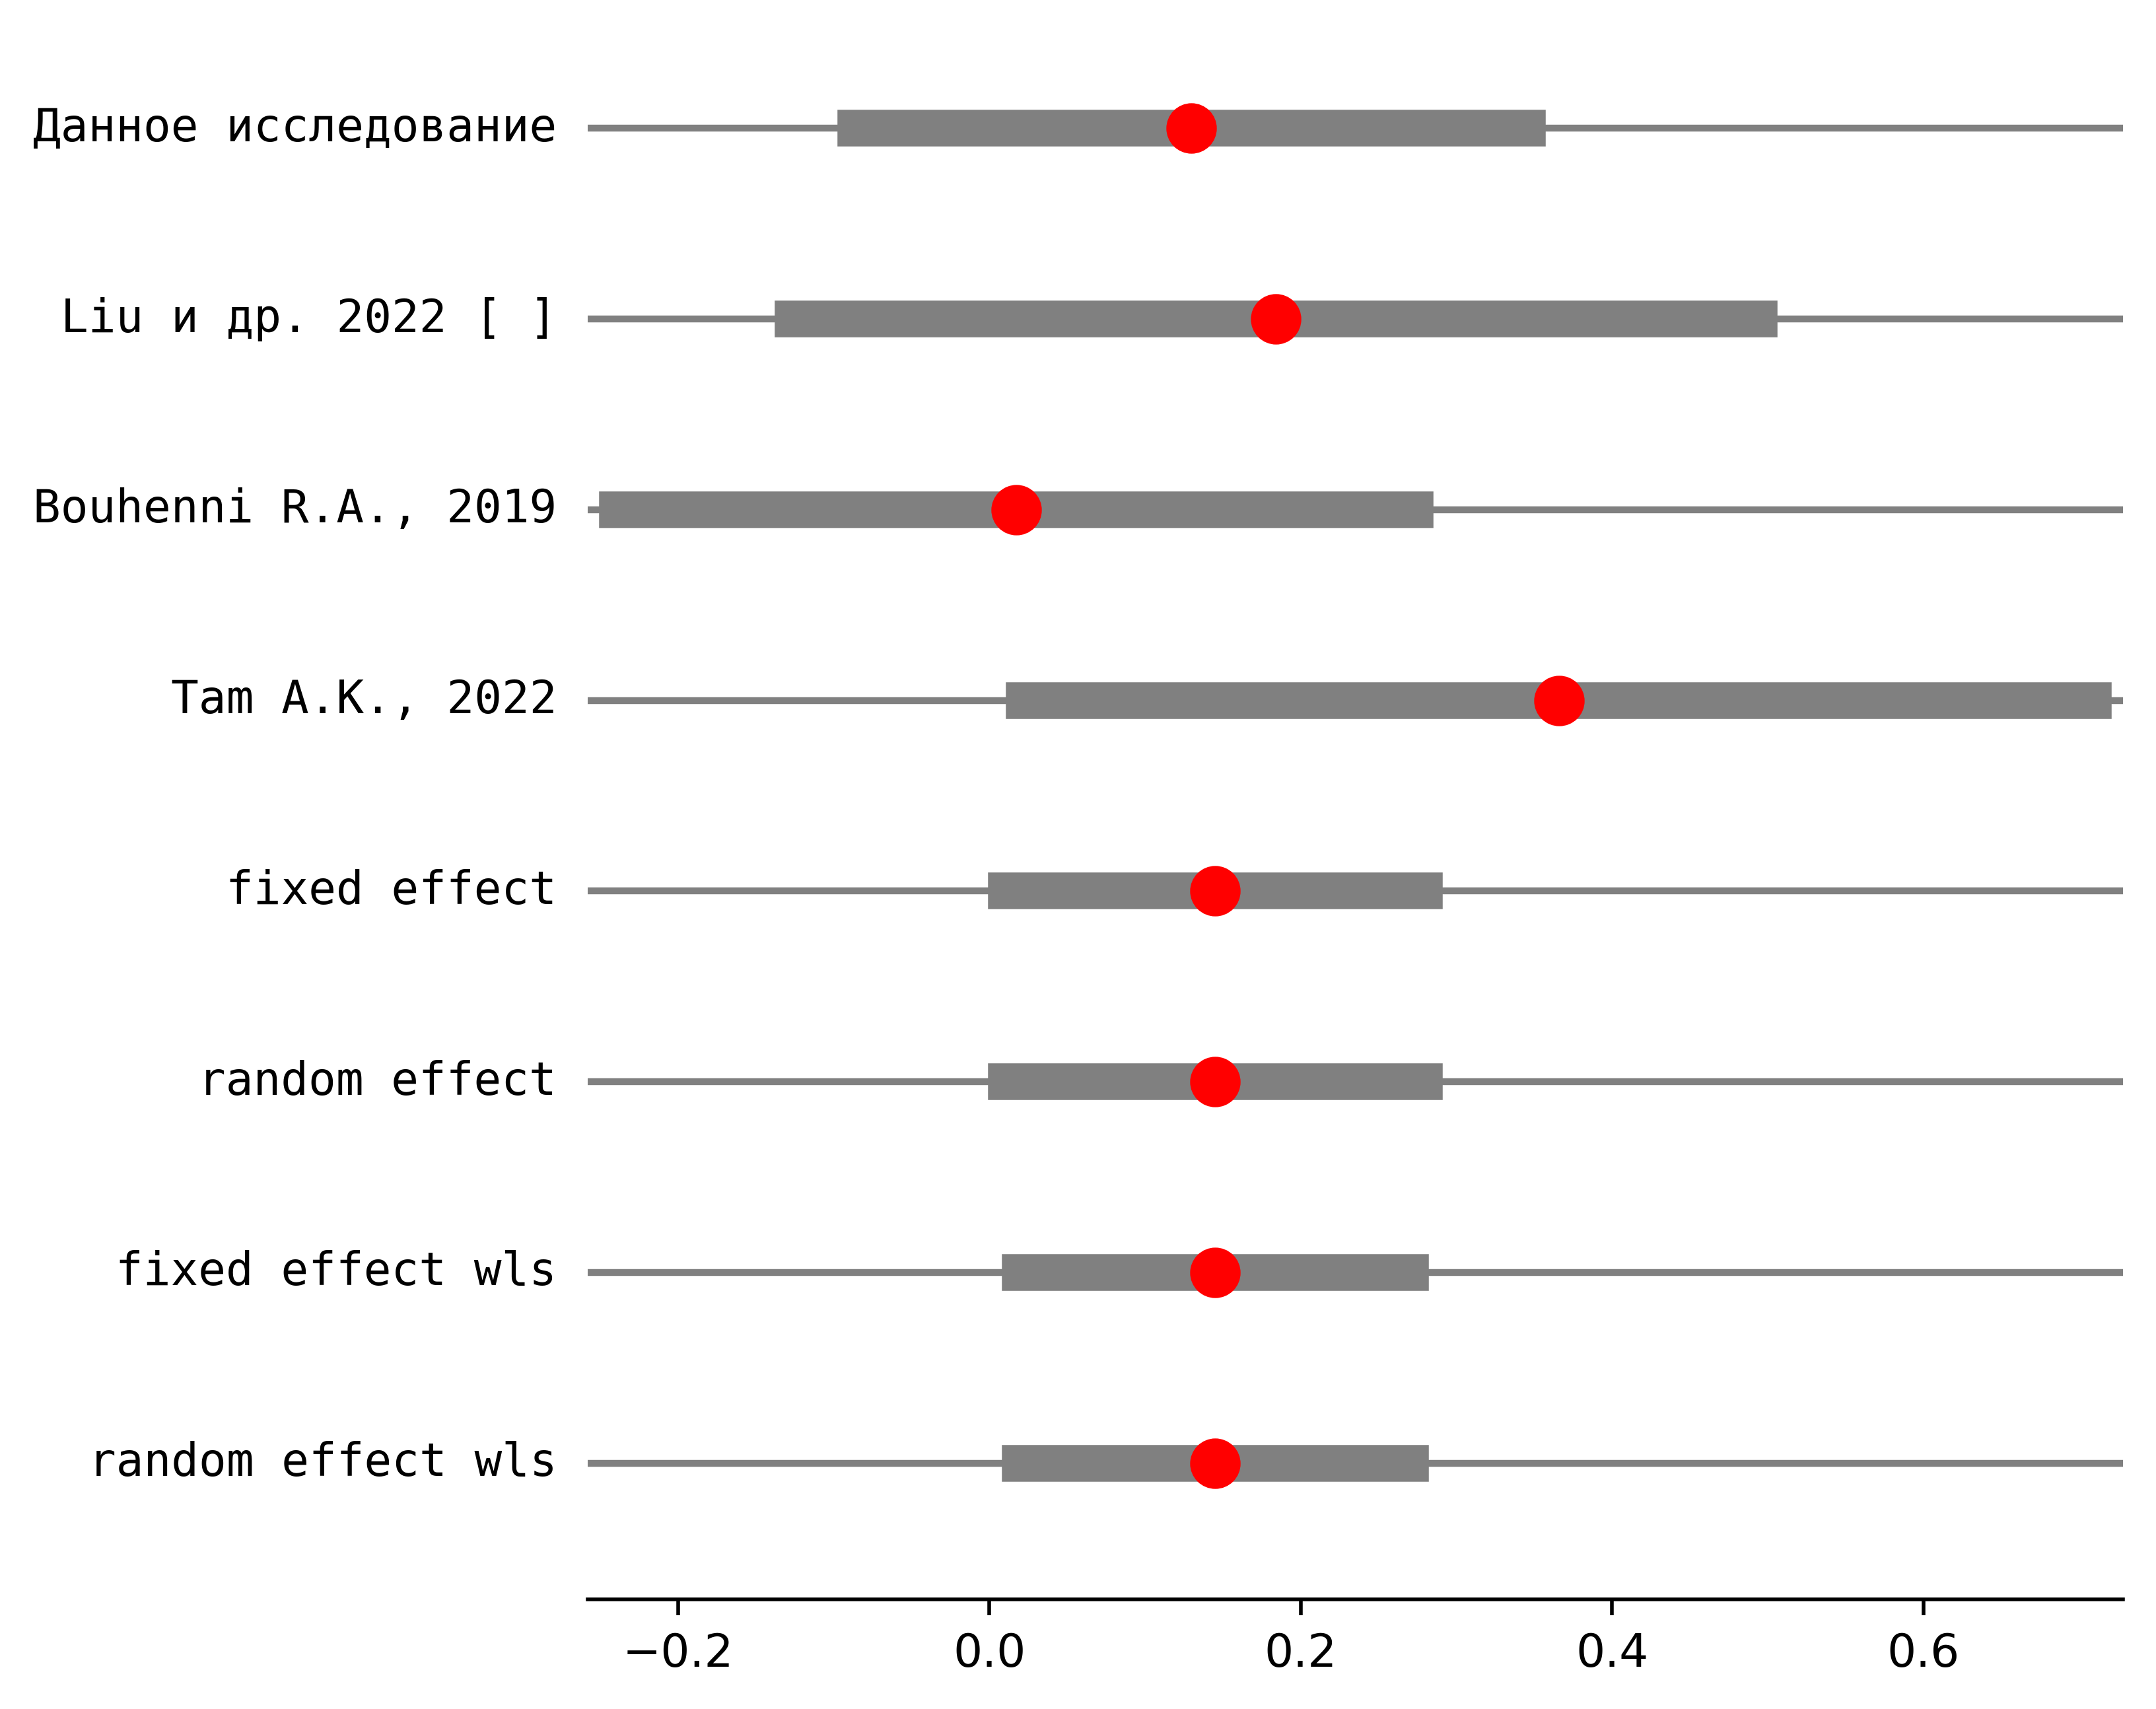 Данное исследование
Liu и др. 2022 [ ]
Bouhenni R.A., 2019
Tam A.K., 2022
fixed effect
random effect
fixed effect wls
random effect wls
−0.2 0.0 0.2 0.4 0.6